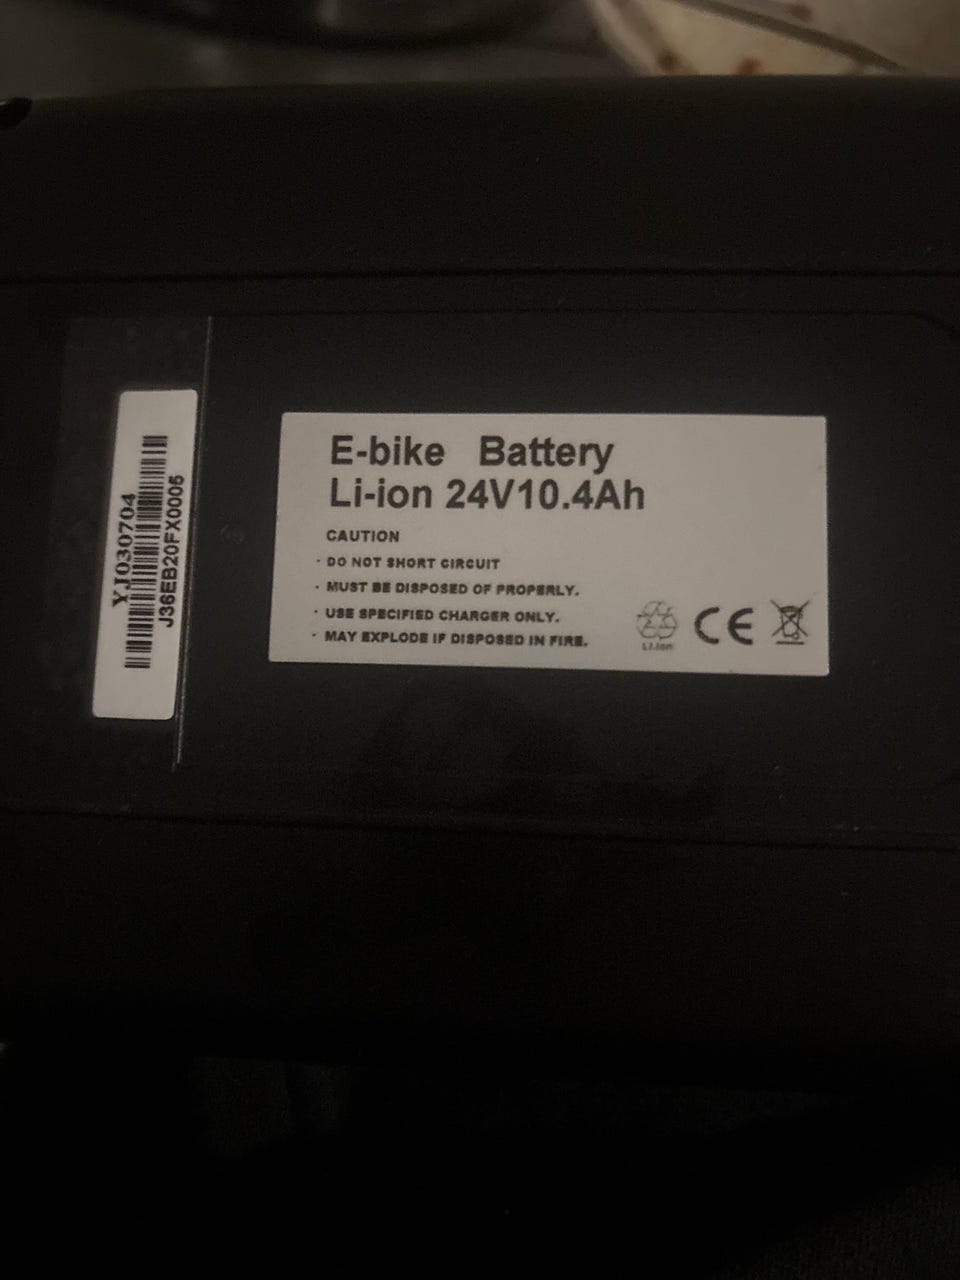 YJ030704
J36EB20FX0005
E-bike Battery
Li-ion 24V10.4Ah
CAUTION
· DO NOT SHORT CIRCUIT
· MUST BE DISPOSED OF PROPERLY.
· USE SPECIFIED CHARGER ONLY.
· MAY EXPLODE IF DISPOSED IN FIRE.
Li-ion
CE